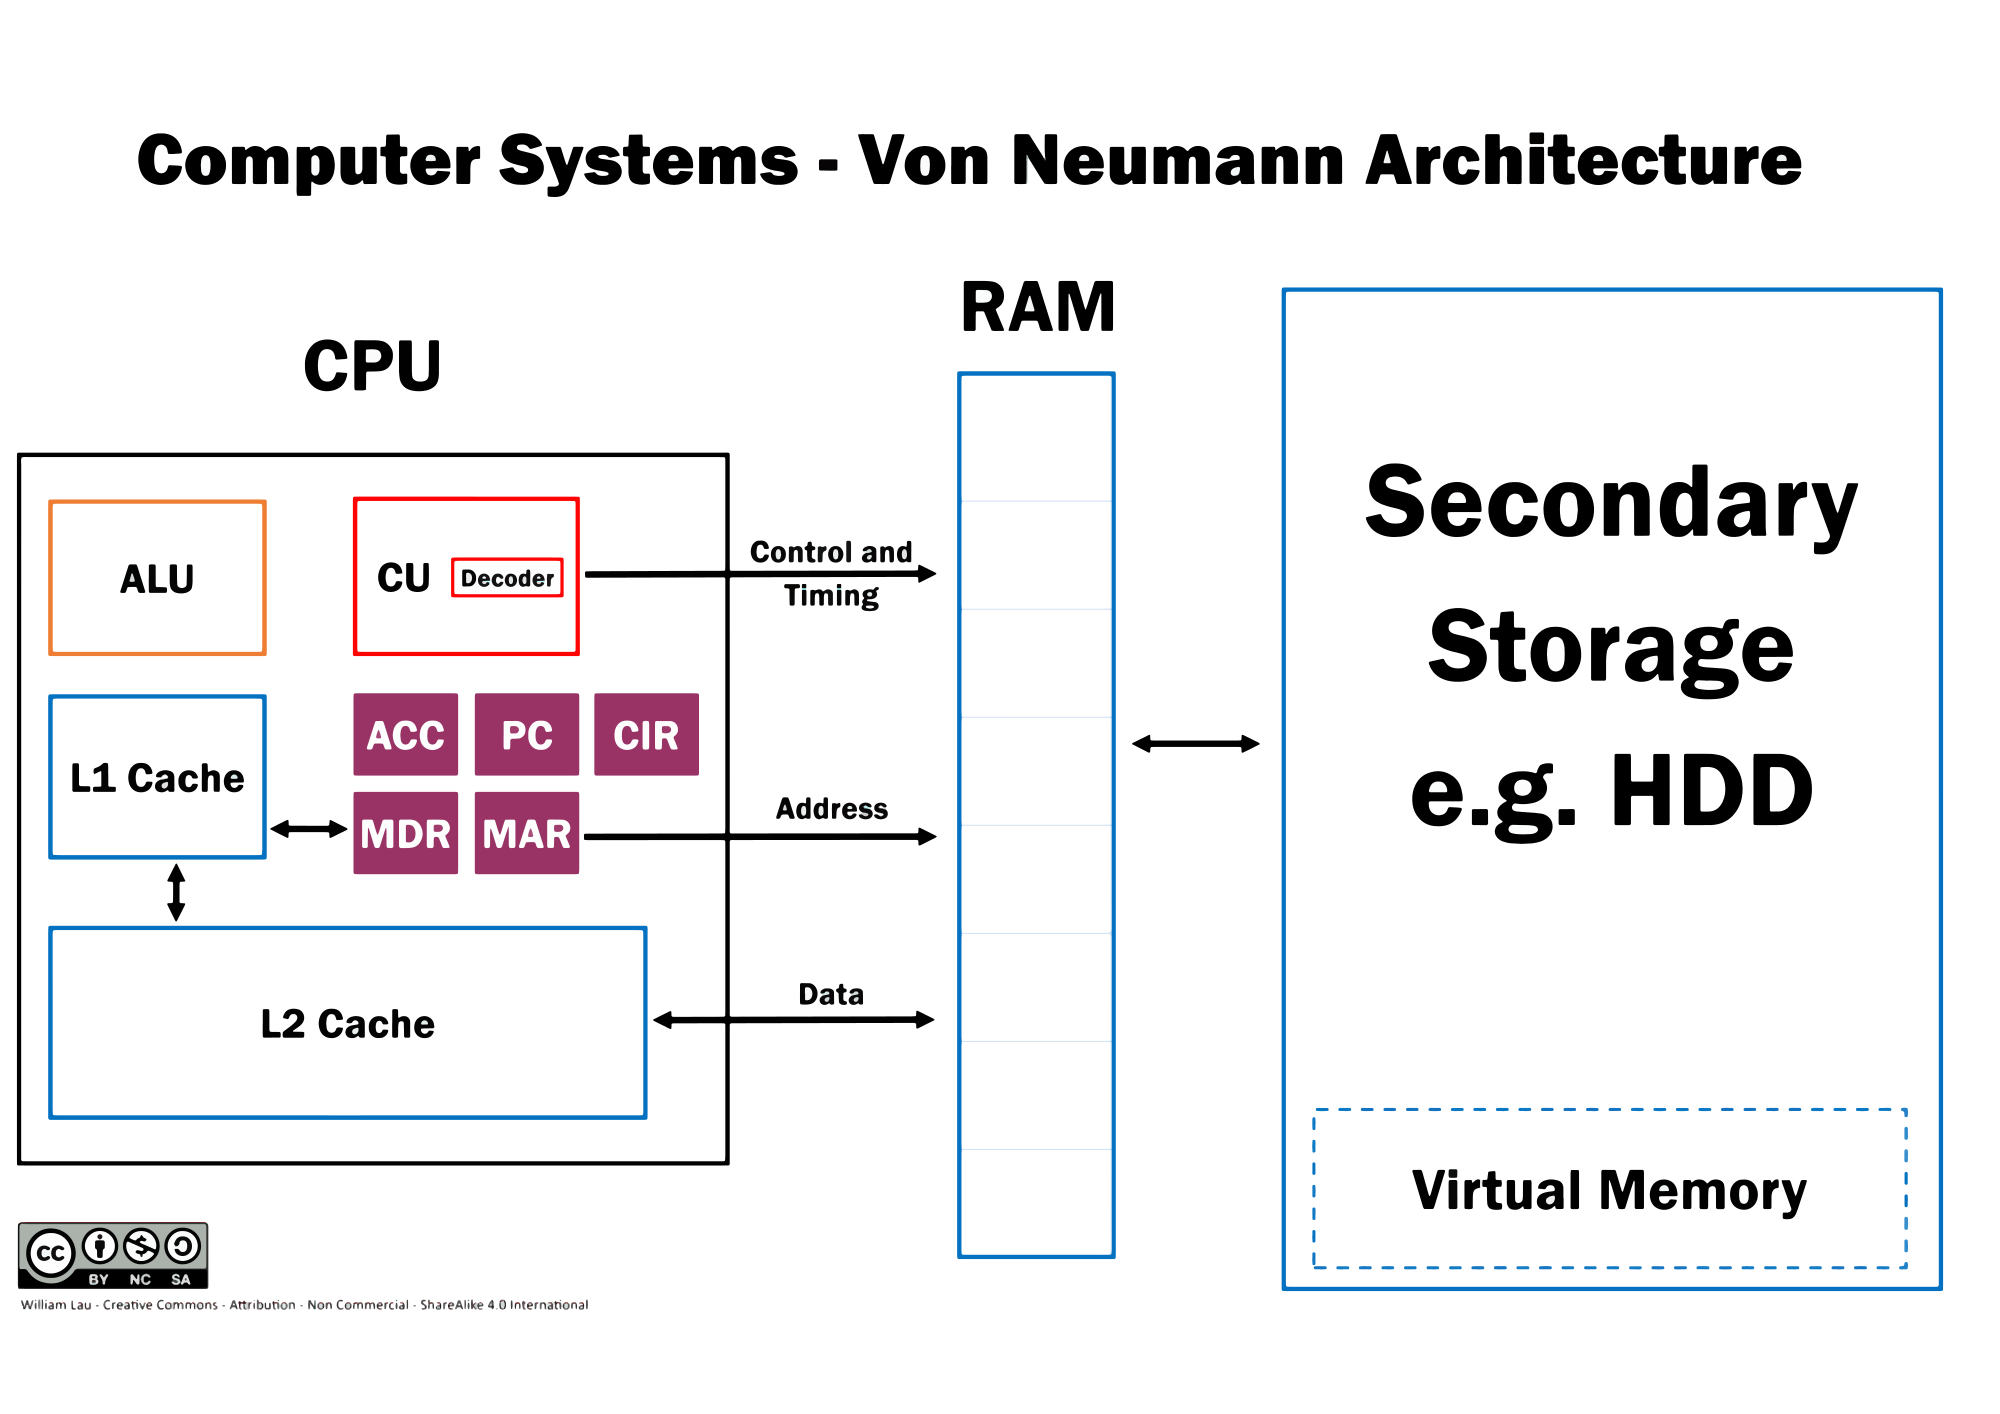 Computer Systems - Von Neumann Architecture
RAM
CPU
ALU
CU
Decoder
Control and
Timing
L1 Cache
ACC
PC
CIR
MDR
MAR
Address
L2 Cache
Data
Secondary
Storage
e.g. HDD
Virtual Memory
cc
BY NC SA
William Lau - Creative Commons - Attribution - Non Commercial - ShareAlike 4.0 International